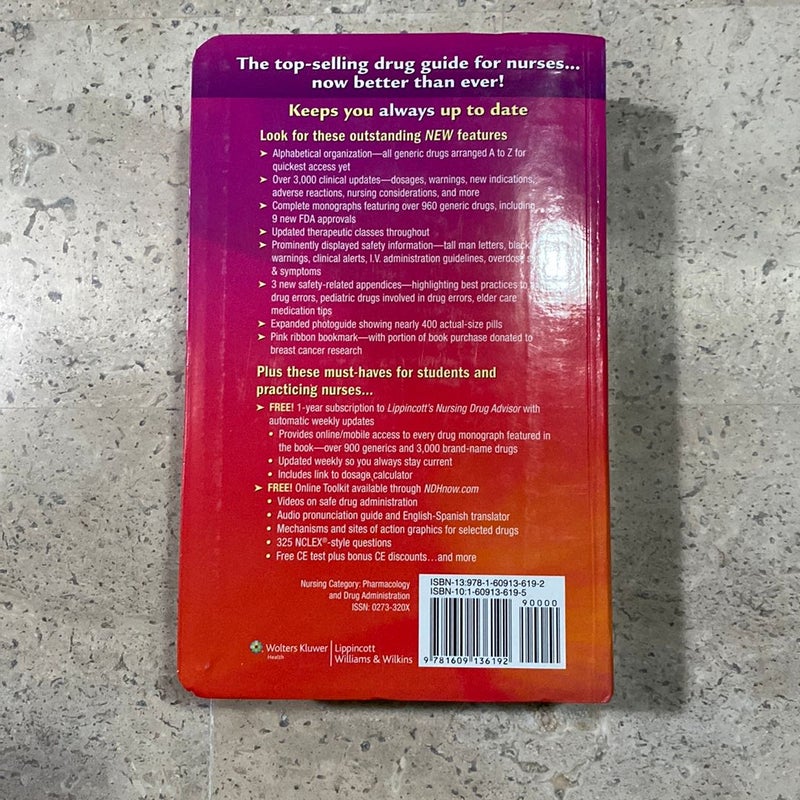 The top-selling drug guide for nurses...
now better than ever!
Keeps you always up to date
Look for these outstanding NEW features
➤ Alphabetical organization—all generic drugs arranged A to Z for
quickest access yet
➤ Over 3,000 clinical updates—dosages, warnings, new indications,
adverse reactions, nursing considerations, and more
➤ Complete monographs featuring over 960 generic drugs, including
9 new FDA approvals
➤ Updated therapeutic classes throughout
➤ Prominently displayed safety information—tall man letters, black
warnings, clinical alerts, I.V. administration guidelines, overdose
& symptoms
➤ 3 new safety-related appendices—highlighting best practices to
drug errors, pediatric drugs involved in drug errors, elder care
medication tips
➤ Expanded photoguide showing nearly 400 actual-size pills
➤ Pink ribbon bookmark—with portion of book purchase donated to
breast cancer research
Plus these must-haves for students and
practicing nurses...
➤ FREE! 1-year subscription to Lippincott's Nursing Drug Advisor with
automatic weekly updates
• Provides online/mobile access to every drug monograph featured in
the book—over 900 generics and 3,000 brand-name drugs
• Updated weekly so you always stay current
• Includes link to dosage calculator
➤ FREE! Online Toolkit available through NDHnow.com
• Videos on safe drug administration
• Audio pronunciation guide and English-Spanish translator
• Mechanisms and sites of action graphics for selected drugs
• 325 NCLEX®-style questions
• Free CE test plus bonus CE discounts...and more
Nursing Category: Pharmacology
and Drug Administration
ISSN: 0273-320X
Wolters Kluwer
Health
Lippincott
Williams & Wilkins
ISBN-13:978-1-60913-619-2
ISBN-10:1-60913-619-5
90000
9 781609 136192